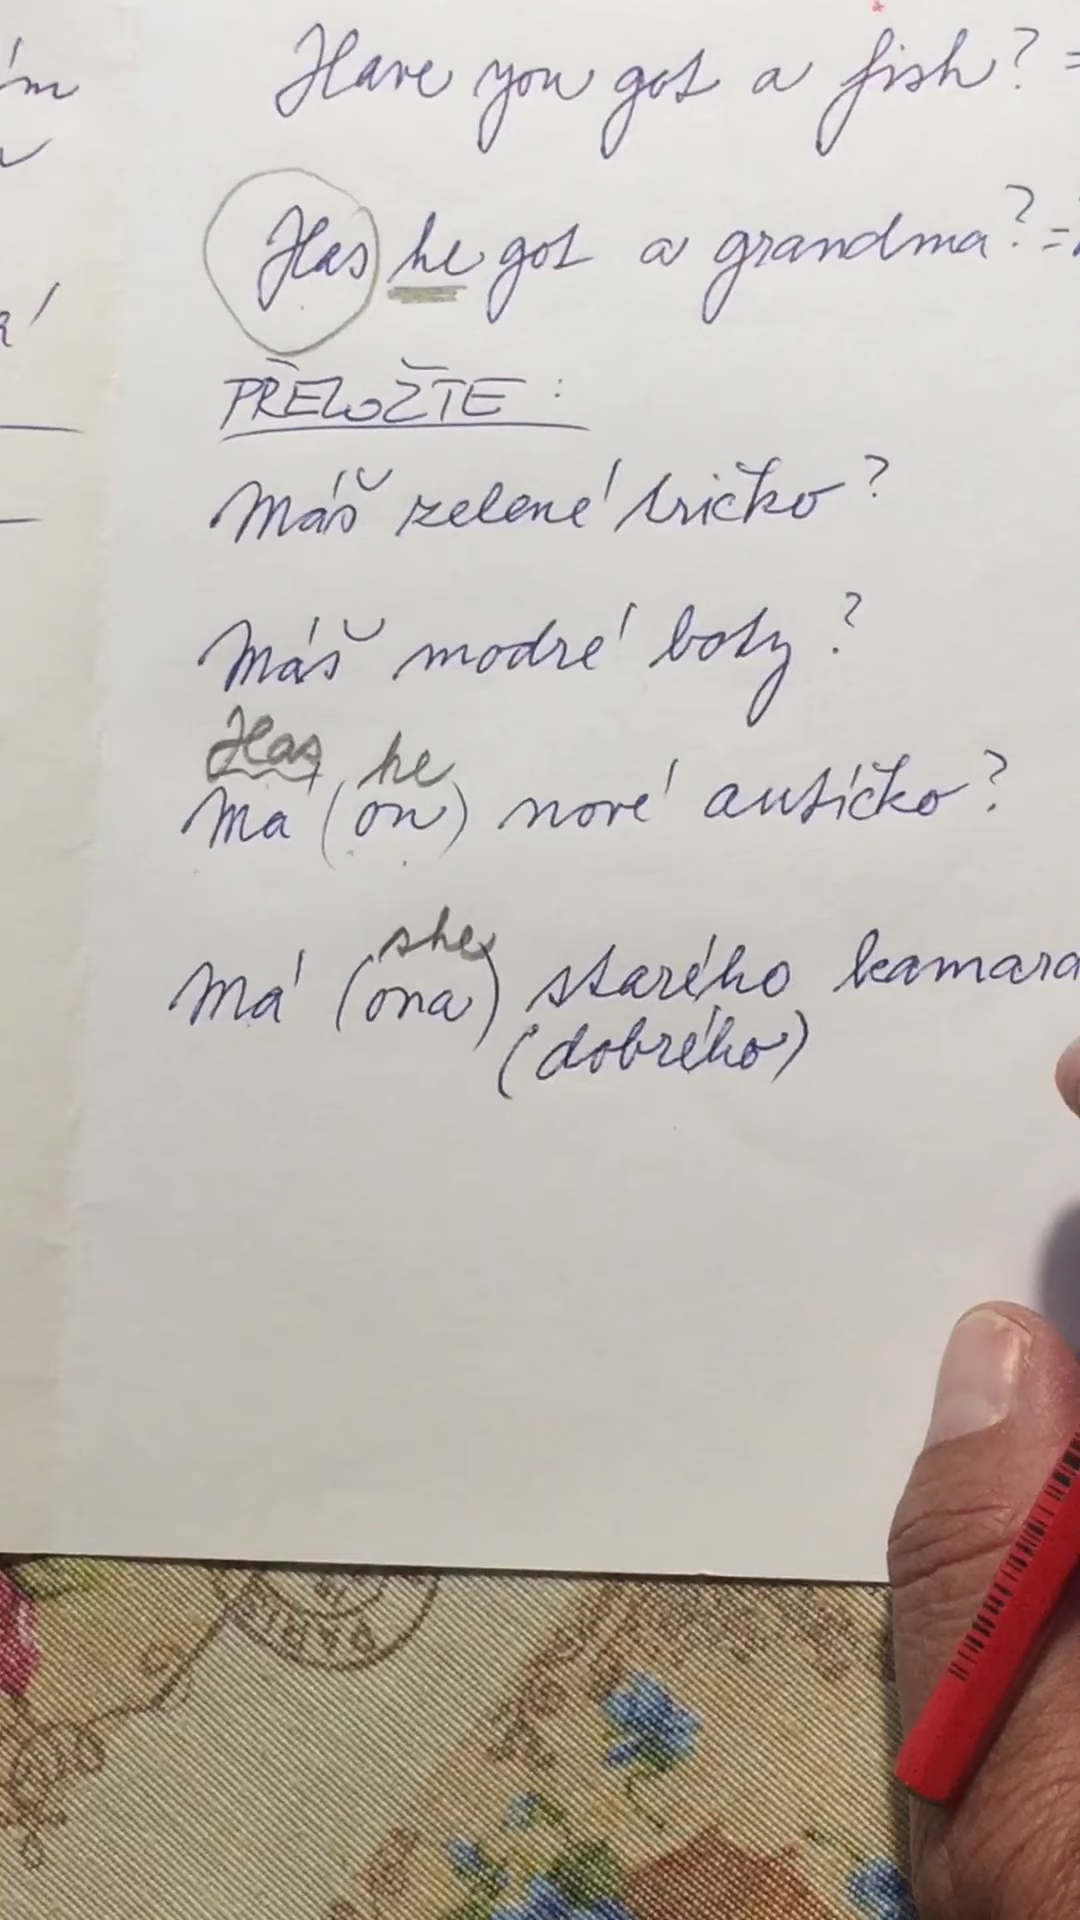 Have you got a fish? =
Has he got a grandma? =
PŘELOŽTE :
Máš zelené tričko?
Máš modré boty?
Has he
Má (on) nové autíčko?
she
Má (ona) starého kamara
(dobrého)